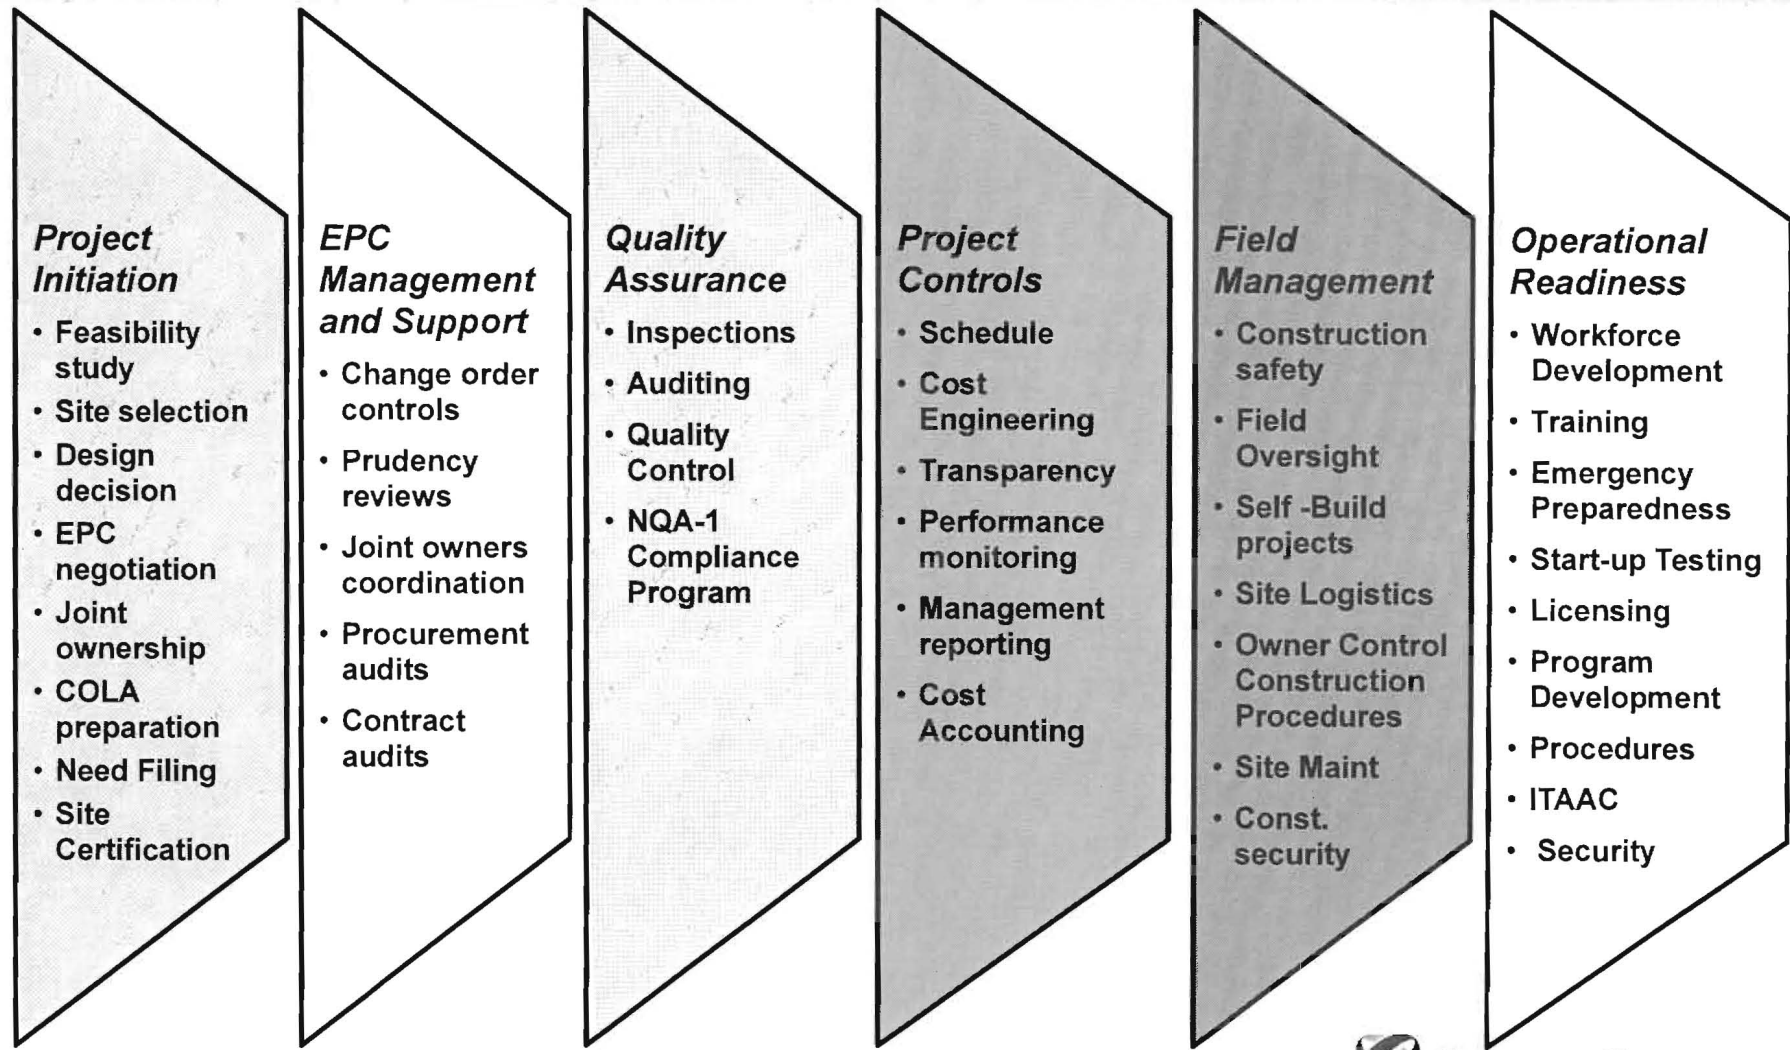 Project
Initiation
• Feasibility
study
• Site selection
• Design
decision
• EPC
negotiation
• Joint
ownership
• COLA
preparation
• Need Filing
• Site
Certification
EPC
Management
and Support
• Change order
controls
• Prudency
reviews
• Joint owners
coordination
• Procurement
audits
• Contract
audits
Quality
Assurance
• Inspections
• Auditing
• Quality
Control
• NQA-1
Compliance
Program
Project
Controls
• Schedule
• Cost
Engineering
• Transparency
• Performance
monitoring
• Management
reporting
• Cost
Accounting
Field
Management
• Construction
safety
• Field
Oversight
• Self -Build
projects
• Site Logistics
• Owner Control
Construction
Procedures
• Site Maint
• Const.
security
Operational
Readiness
• Workforce
Development
• Training
• Emergency
Preparedness
• Start-up Testing
• Licensing
• Program
Development
• Procedures
• ITAAC
• Security